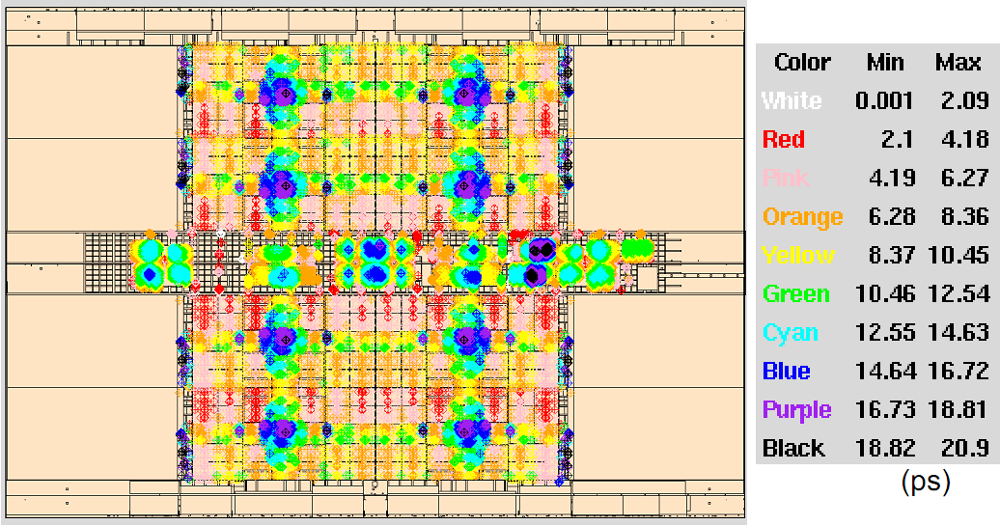 Color Min Max
White 0.001 2.09
Red 2.1 4.18
Pink 4.19 6.27
Orange 6.28 8.36
Yellow 8.37 10.45
Green 10.46 12.54
Cyan 12.55 14.63
Blue 14.64 16.72
Purple 16.73 18.81
Black 18.82 20.9
(ps)